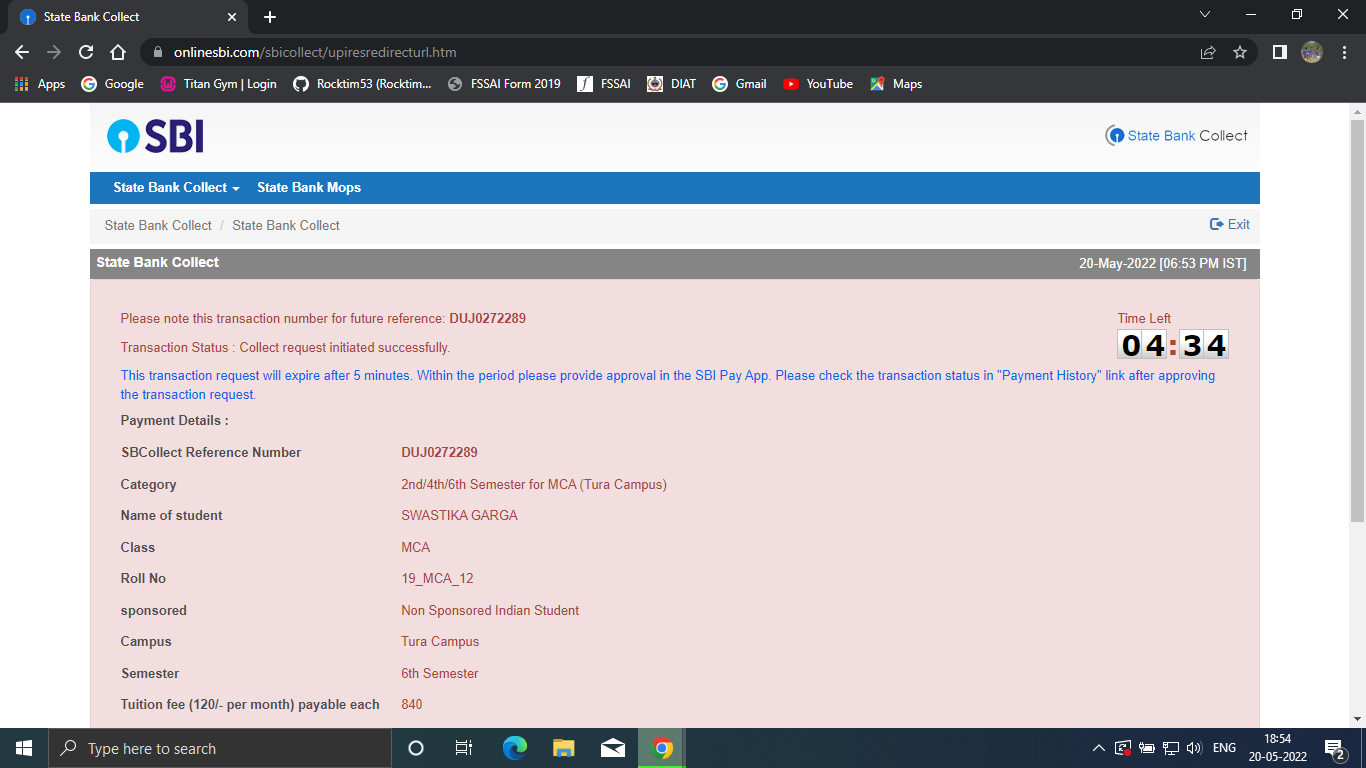 State Bank Collect
onlinesbi.com/sbicollect/upiresredirecturl.htm
Apps Google Titan Gym | Login Rocktim53 (Rocktim... FSSAI Form 2019 FSSAI DIAT Gmail YouTube Maps
SBI
State Bank Collect
State Bank Collect State Bank Mops
State Bank Collect / State Bank Collect Exit
State Bank Collect 20-May-2022 [06:53 PM IST]
Please note this transaction number for future reference: DUJ0272289 Time Left
04:34
Transaction Status : Collect request initiated successfully.
This transaction request will expire after 5 minutes. Within the period please provide approval in the SBI Pay App. Please check the transaction status in "Payment History" link after approving
the transaction request.
Payment Details :
SBCollect Reference Number DUJ0272289
Category 2nd/4th/6th Semester for MCA (Tura Campus)
Name of student SWASTIKA GARGA
Class MCA
Roll No 19_MCA_12
sponsored Non Sponsored Indian Student
Campus Tura Campus
Semester 6th Semester
Tuition fee (120/- per month) payable each 840
Type here to search
ENG
18:54
20-05-2022
2